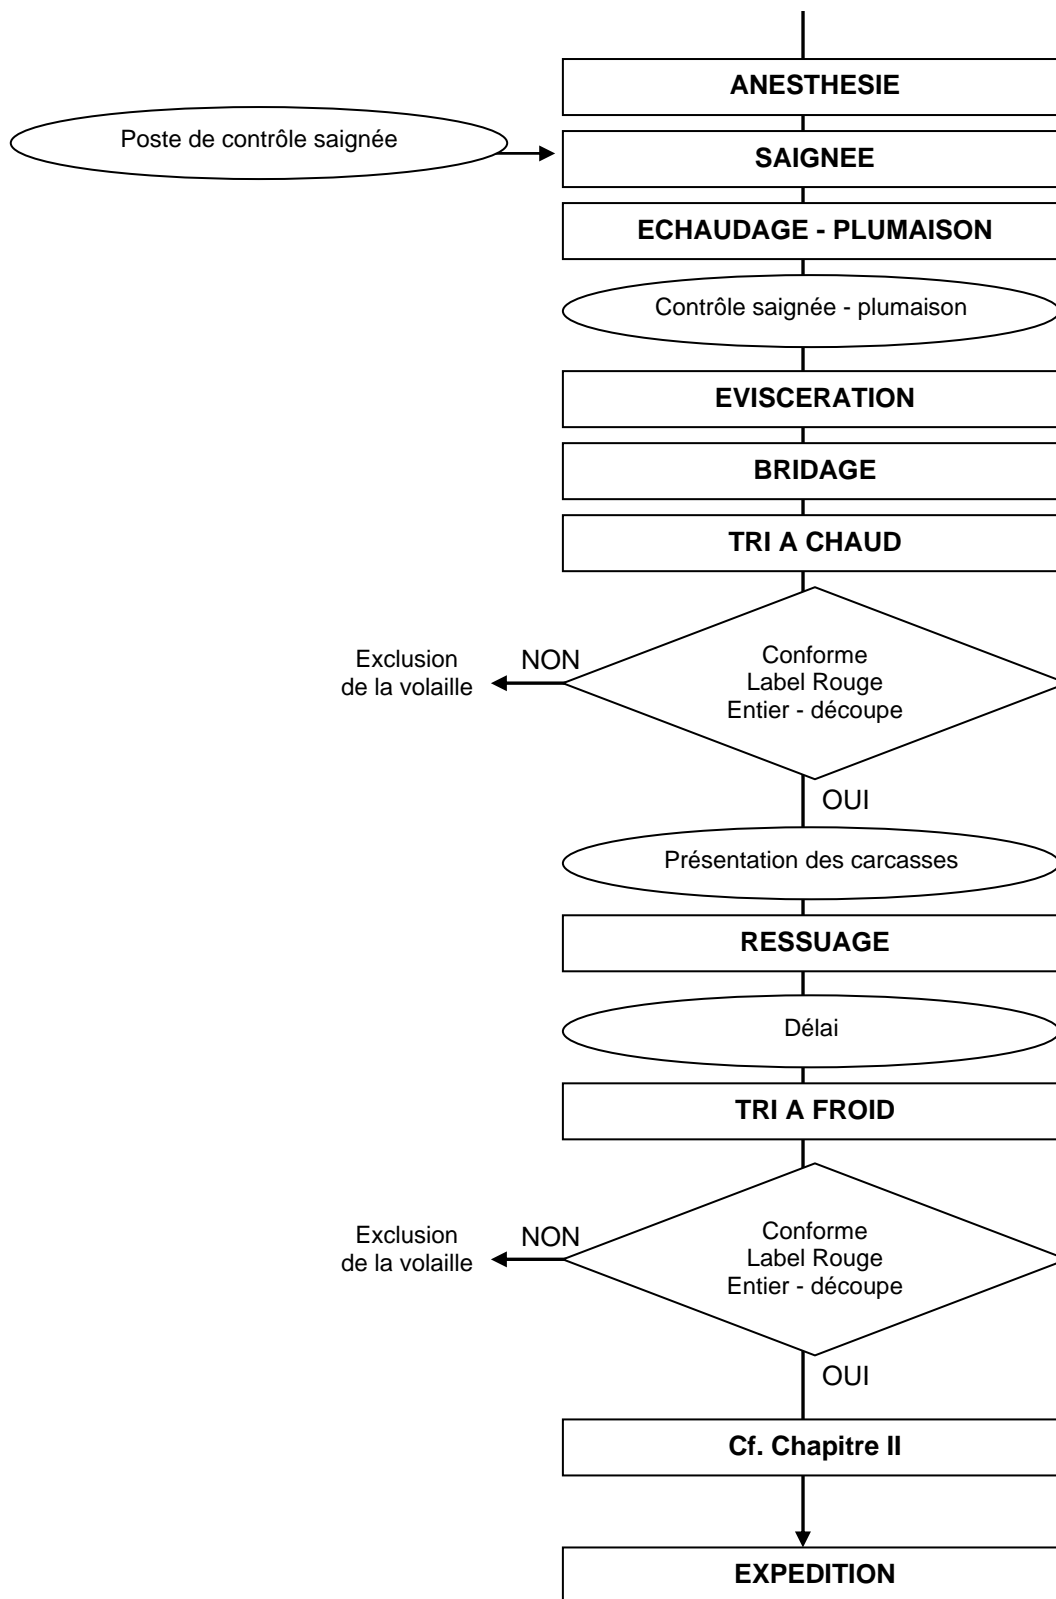 ANESTHESIE
Poste de contrôle saignée
SAIGNEE
ECHAUDAGE - PLUMAISON
Contrôle saignée - plumaison
EVISCERATION
BRIDAGE
TRI A CHAUD
Exclusion
de la volaille
NON
Conforme
Label Rouge
Entier - découpe
OUI
Présentation des carcasses
RESSUAGE
Délai
TRI A FROID
Exclusion
de la volaille
NON
Conforme
Label Rouge
Entier - découpe
OUI
Cf. Chapitre II
EXPEDITION